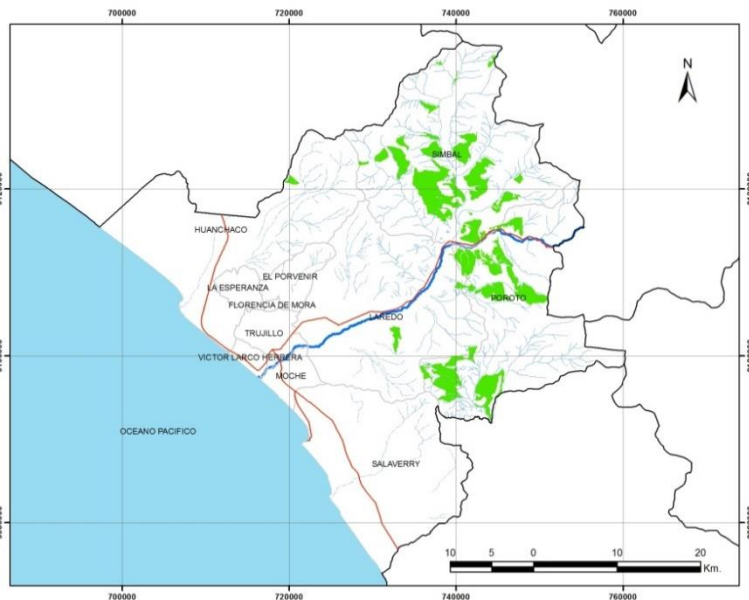 700000
720000
740000
760000
N
SIMBAL
HUANCHACO
EL PORVENIR
LA ESPERANZA
POROTO
FLORENCIA DE MORA
LAREDO
TRUJILLO
VICTOR LARCO HERRERA
MOCHE
OCEANO PACIFICO
SALAVERRY
10 5 0 10 20
Km.
700000
720000
740000
760000